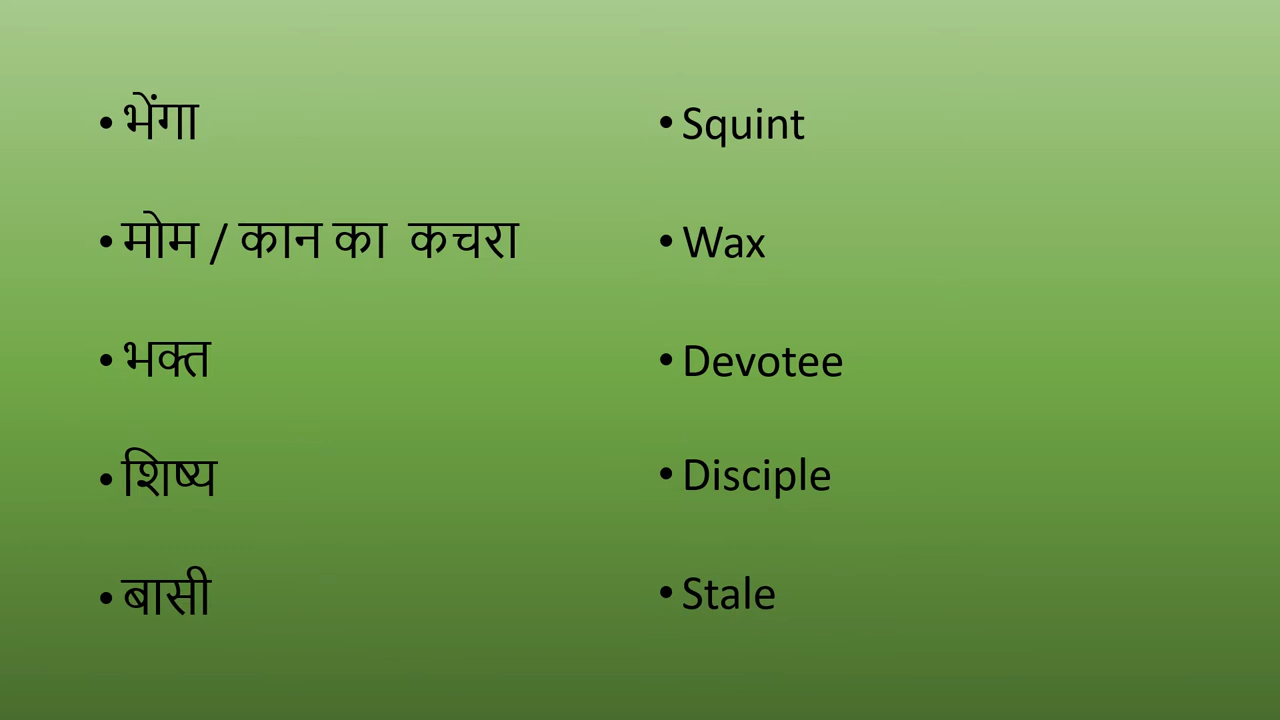 • भेंगा
• Squint
• मोम / कान का कचरा
• Wax
• भक्त
• Devotee
• शिष्य
• Disciple
• बासी
• Stale